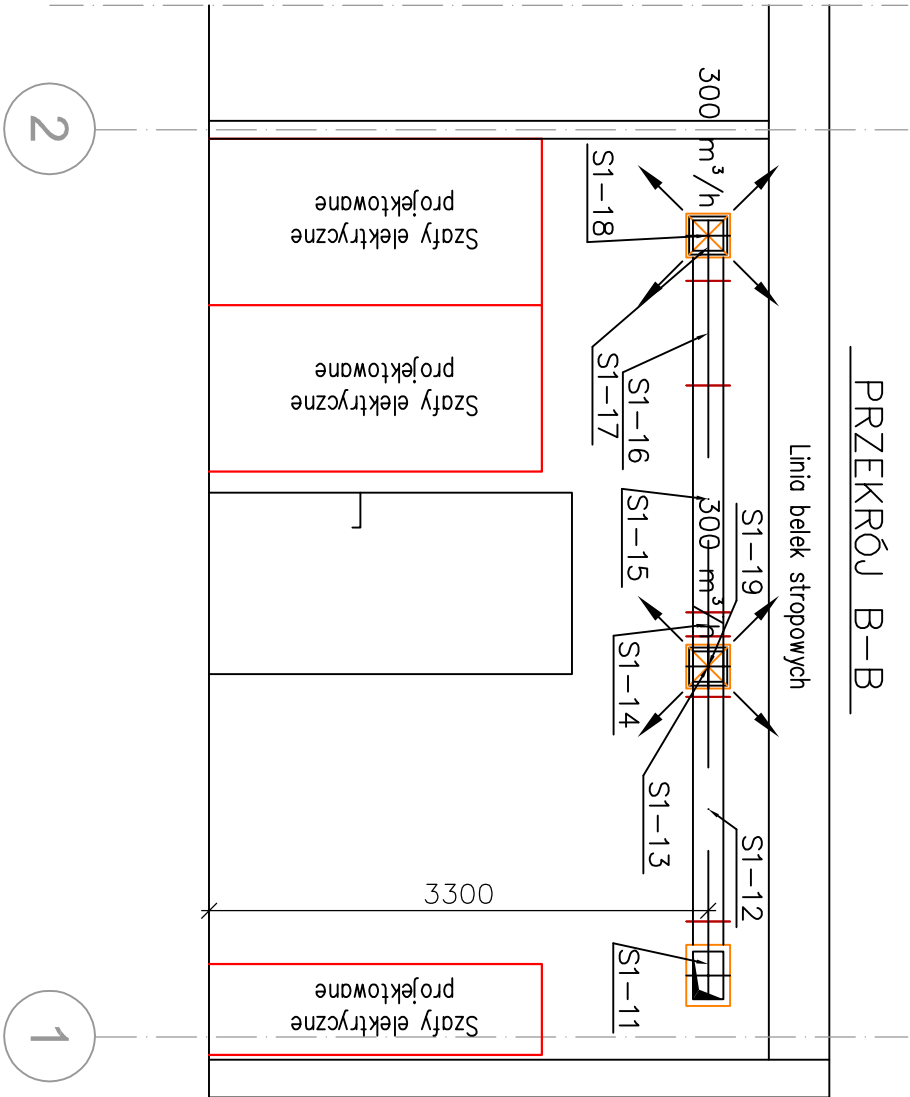 PRZEKRÓJ B-B
Linia belek stropowych
300 m³/h
300 m³/h
S1-18
S1-17
S1-16
S1-15
S1-19
S1-14
S1-13
S1-12
S1-11
Szafy elektryczne
projektowane
Szafy elektryczne
projektowane
Szafy elektryczne
projektowane
3300
2
1